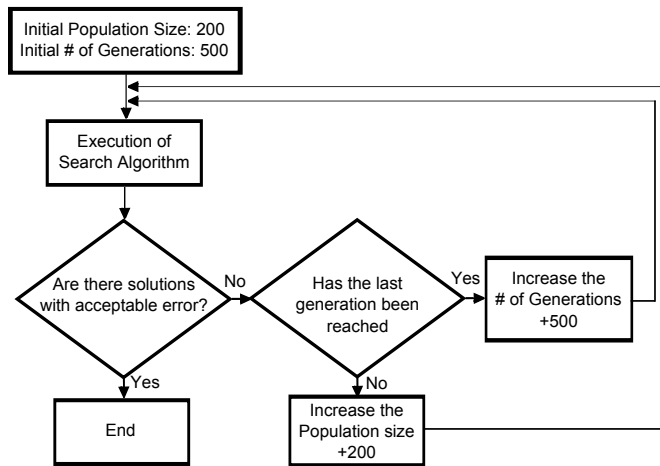 Initial Population Size: 200
Initial # of Generations: 500
Execution of
Search Algorithm
Are there solutions
with acceptable error?
No
Has the last
generation been
reached
Yes
Increase the
# of Generations
+500
Yes
No
End
Increase the
Population size
+200